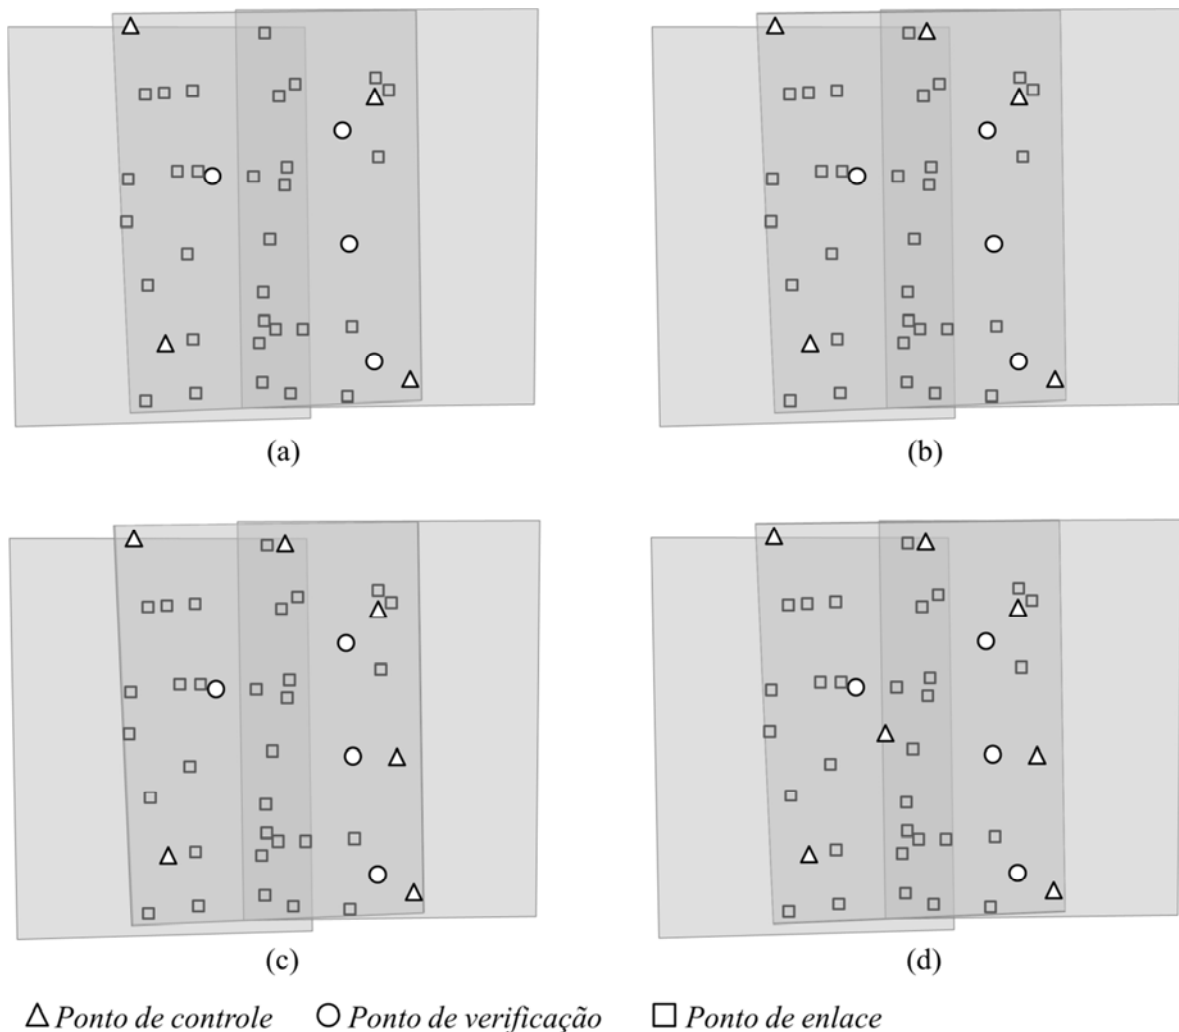 (a)
(b)
(c)
(d)
Ponto de controle Ponto de verificação Ponto de enlace